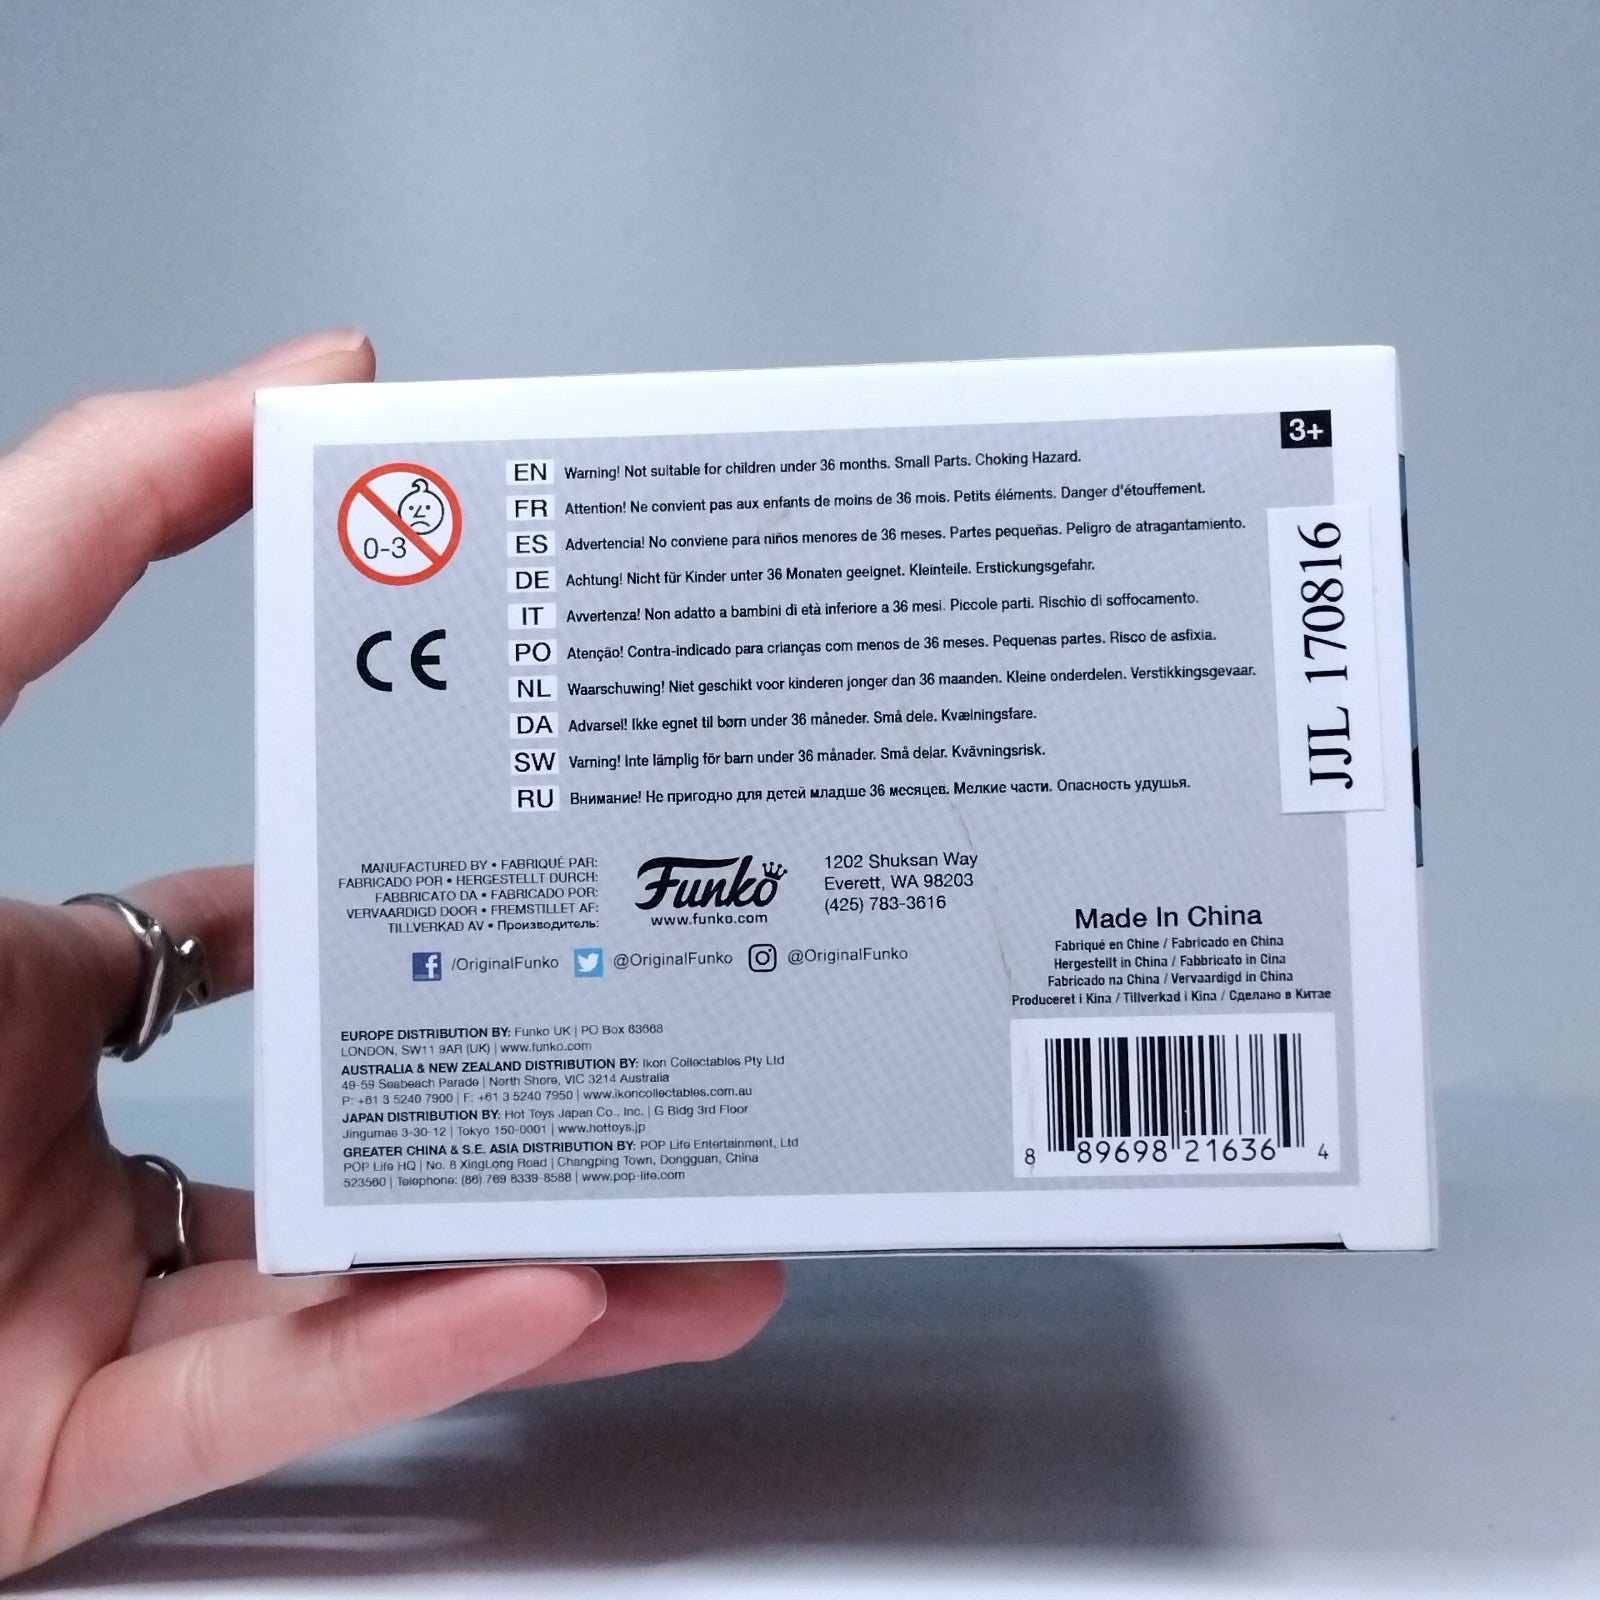 3+
0-3
CE
EN Warning! Not suitable for children under 36 months. Small Parts. Choking Hazard.
FR Attention! Ne convient pas aux enfants de moins de 36 mois. Petits éléments. Danger d'étouffement.
ES Advertencia! No conviene para niños menores de 36 meses. Partes pequeñas. Peligro de atragantamiento.
DE Achtung! Nicht für Kinder unter 36 Monaten geeignet. Kleinteile. Erstickungsgefahr.
IT Avvertenza! Non adatto a bambini di età inferiore a 36 mesi. Piccole parti. Rischio di soffocamento.
PO Atenção! Contra-indicado para crianças com menos de 36 meses. Pequenas partes. Risco de asfixia.
NL Waarschuwing! Niet geschikt voor kinderen jonger dan 36 maanden. Kleine onderdelen. Verstikkingsgevaar.
DA Advarsel! Ikke egnet til børn under 36 måneder. Små dele. Kvælningsfare.
SW Varning! Inte lämplig för barn under 36 månader. Små delar. Kvävningsrisk.
RU Внимание! Не пригодно для детей младше 36 месяцев. Мелкие части. Опасность удушья.
JJL 170816
MANUFACTURED BY • FABRIQUÉ PAR:
FABRICADO POR • HERGESTELLT DURCH:
FABBRICATO DA • FABRICADO POR:
VERVAARDIGD DOOR • FREMSTILLET AF:
TILLVERKAD AV • Производитель:
Funko
www.funko.com
1202 Shuksan Way
Everett, WA 98203
(425) 783-3616
/OriginalFunko @OriginalFunko @OriginalFunko
Made In China
Fabriqué en Chine / Fabricado en China
Hergestellt in China / Fabbricato in Cina
Fabricado na China / Vervaardigd in China
Produceret i Kina / Tillverkad i Kina / Сделано в Китае
EUROPE DISTRIBUTION BY: Funko UK | PO Box 63668
LONDON, SW11 9AR (UK) | www.funko.com
AUSTRALIA & NEW ZEALAND DISTRIBUTION BY: Ikon Collectables Pty Ltd
49-59 Seabeach Parade | North Shore, VIC 3214 Australia
P: +61 3 5240 7900 | F: +61 3 5240 7950 | www.ikoncollectables.com.au
JAPAN DISTRIBUTION BY: Hot Toys Japan Co., Inc. | G Bldg 3rd Floor
Jingumae 3-30-12 | Tokyo 150-0001 | www.hottoys.jp
GREATER CHINA & S.E. ASIA DISTRIBUTION BY: POP Life Entertainment, Ltd
POP Life HQ | No. 8 XingLong Road | Changping Town, Dongguan, China
523560 | Telephone: (86) 769 8339-8588 | www.pop-life.com
8 89698 21636 4